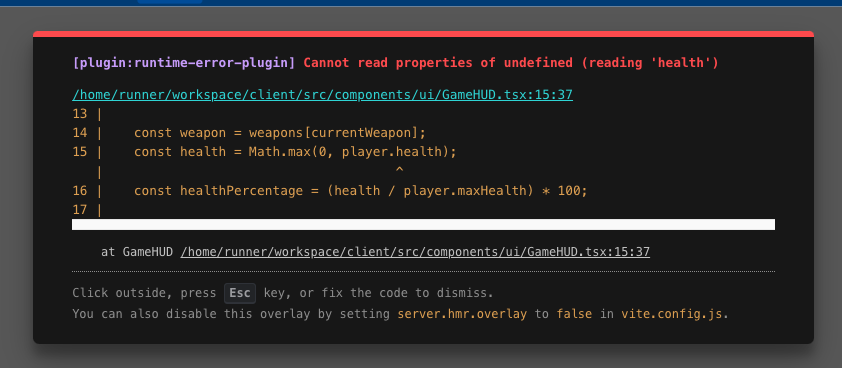 [plugin:runtime-error-plugin] Cannot read properties of undefined (reading 'health')
/home/runner/workspace/client/src/components/ui/GameHUD.tsx:15:37
13 |
14 |    const weapon = weapons[currentWeapon];
15 |    const health = Math.max(0, player.health);
   |                                      ^
16 |    const healthPercentage = (health / player.maxHealth) * 100;
17 |
at GameHUD /home/runner/workspace/client/src/components/ui/GameHUD.tsx:15:37
Click outside, press Esc key, or fix the code to dismiss.
You can also disable this overlay by setting server.hmr.overlay to false in vite.config.js.